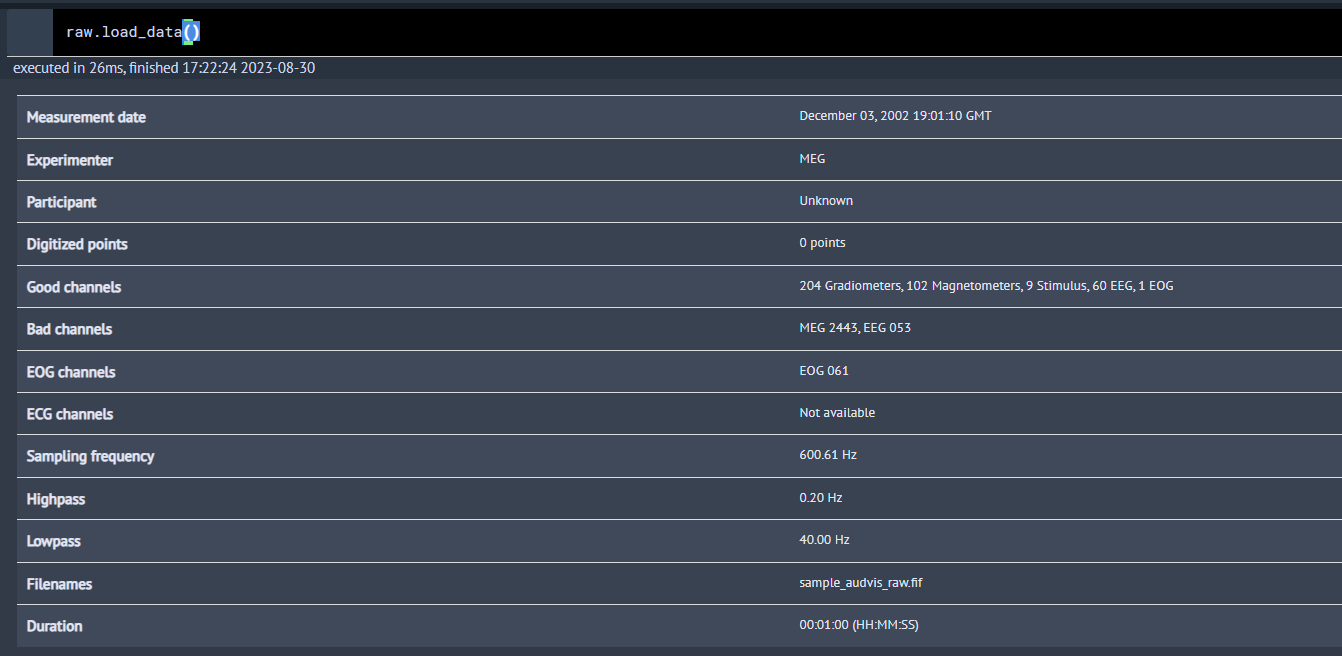 raw.load_data()
executed in 26ms, finished 17:22:24 2023-08-30
Measurement date December 03, 2002 19:01:10 GMT
Experimenter MEG
Participant Unknown
Digitized points 0 points
Good channels 204 Gradiometers, 102 Magnetometers, 9 Stimulus, 60 EEG, 1 EOG
Bad channels MEG 2443, EEG 053
EOG channels EOG 061
ECG channels Not available
Sampling frequency 600.61 Hz
Highpass 0.20 Hz
Lowpass 40.00 Hz
Filenames sample_audvis_raw.fif
Duration 00:01:00 (HH:MM:SS)